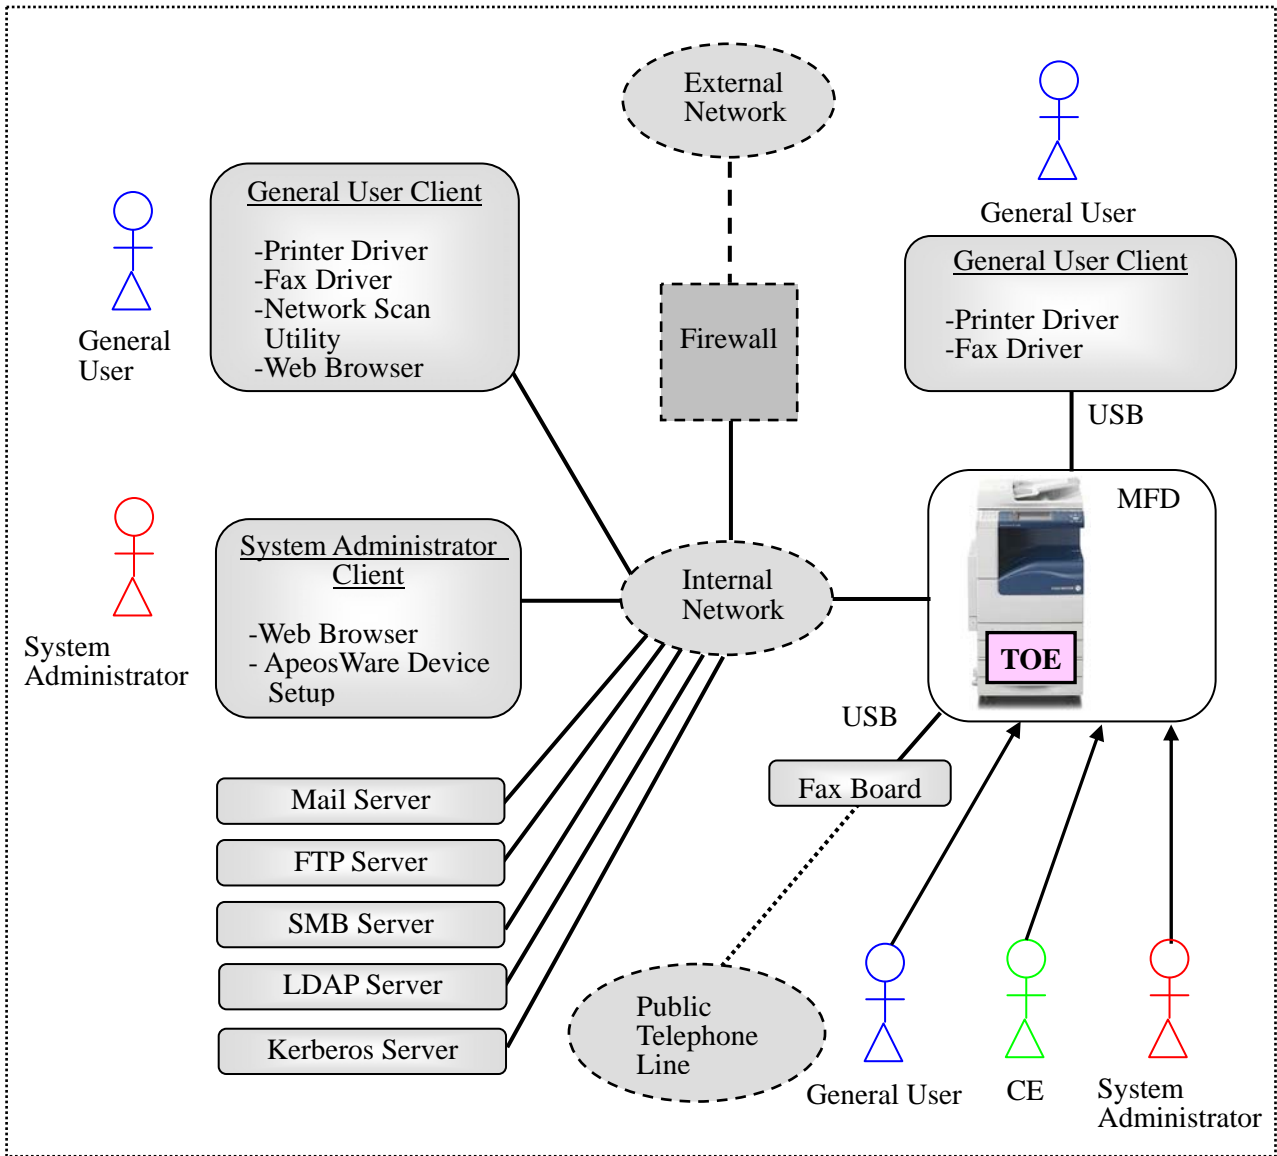 External
Network
General User
General User Client
-Printer Driver
-Fax Driver
-Network Scan
Utility
-Web Browser
General
User
Firewall
General User Client
-Printer Driver
-Fax Driver
USB
MFD
TOE
System Administrator
Client
-Web Browser
- ApeosWare Device
Setup
System
Administrator
Internal
Network
USB
Fax Board
Mail Server
FTP Server
SMB Server
LDAP Server
Kerberos Server
Public
Telephone
Line
General User
CE
System
Administrator